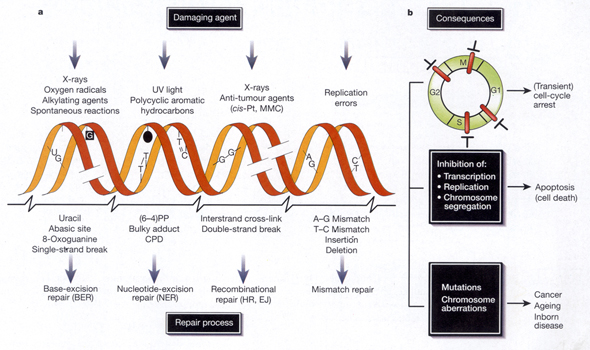 a
Damaging agent
X-rays
Oxygen radicals
Alkylating agents
Spontaneous reactions
UV light
Polycyclic aromatic
hydrocarbons
X-rays
Anti-tumour agents
(cis-Pt, MMC)
Replication
errors
U G
G
T T
T C
G G
A G
C T
Uracil
Abasic site
8-Oxoguanine
Single-strand break
(6–4)PP
Bulky adduct
CPD
Interstrand cross-link
Double-strand break
A–G Mismatch
T–C Mismatch
Insertion
Deletion
Base-excision
repair (BER)
Nucleotide-excision
repair (NER)
Recombinational
repair (HR, EJ)
Mismatch repair
Repair process
b
Consequences
M
G1
S
G2
(Transient)
cell-cycle
arrest
Inhibition of:
• Transcription
• Replication
• Chromosome
segregation
Apoptosis
(cell death)
Mutations
Chromosome
aberrations
Cancer
Ageing
Inborn
disease